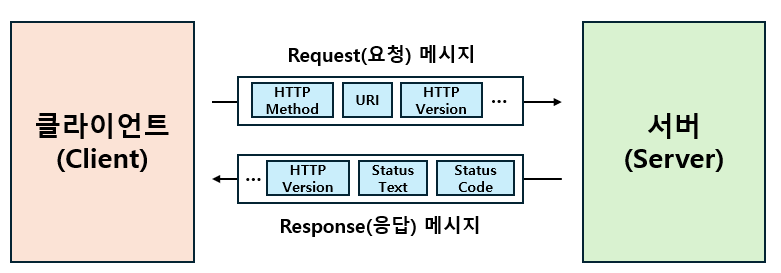 클라이언트
(Client)
Request(요청) 메시지
HTTP
Method
URI
HTTP
Version
...
...
HTTP
Version
Status
Text
Status
Code
Response(응답) 메시지
서버
(Server)